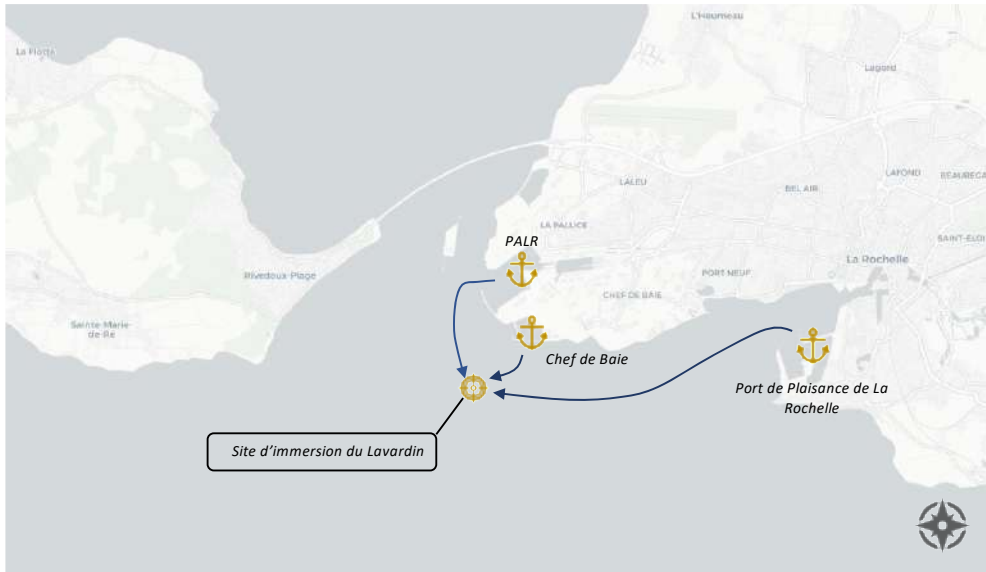 L'Houmeau
La Flotte
Lagord
LALEU
LAFOND
BEAUREGA
BEL AIR
LA PALLICE
SAINT-ELOI
PALR
La Rochelle
Rivedoux-Plage
PORT NEUF
CHEF DE BAIE
Sainte-Marie-
de-Ré
Chef de Baie
Port de Plaisance de La
Rochelle
Site d'immersion du Lavardin